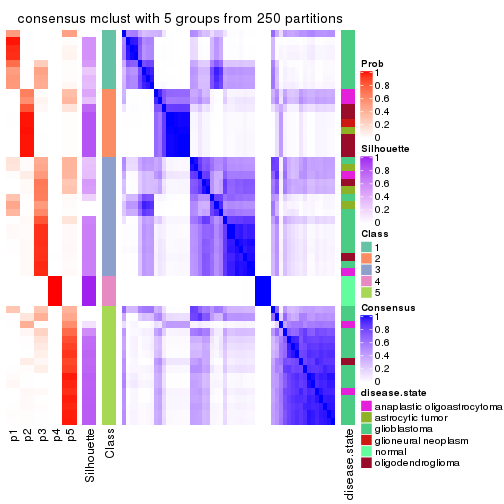 consensus mclust with 5 groups from 250 partitions
Prob
1
0.8
0.6
0.4
0.2
0
Silhouette
1
0.8
0.6
0.4
0.2
0
Class
1
2
3
4
5
Consensus
1
0.8
0.6
0.4
0.2
0
disease.state
anaplastic oligoastrocytoma
astrocytic tumor
glioblastoma
glioneural neoplasm
normal
oligodendroglioma
p1
p2
p3
p4
p5
Silhouette
Class
disease.state